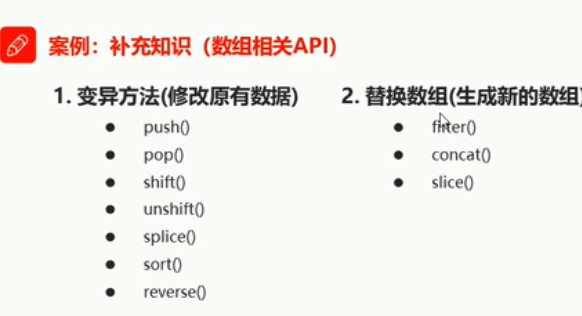 案例：补充知识（数组相关API）
1. 变异方法(修改原有数据)
● push()
● pop()
● shift()
● unshift()
● splice()
● sort()
● reverse()
2. 替换数组(生成新的数组)
● filter()
● concat()
● slice()